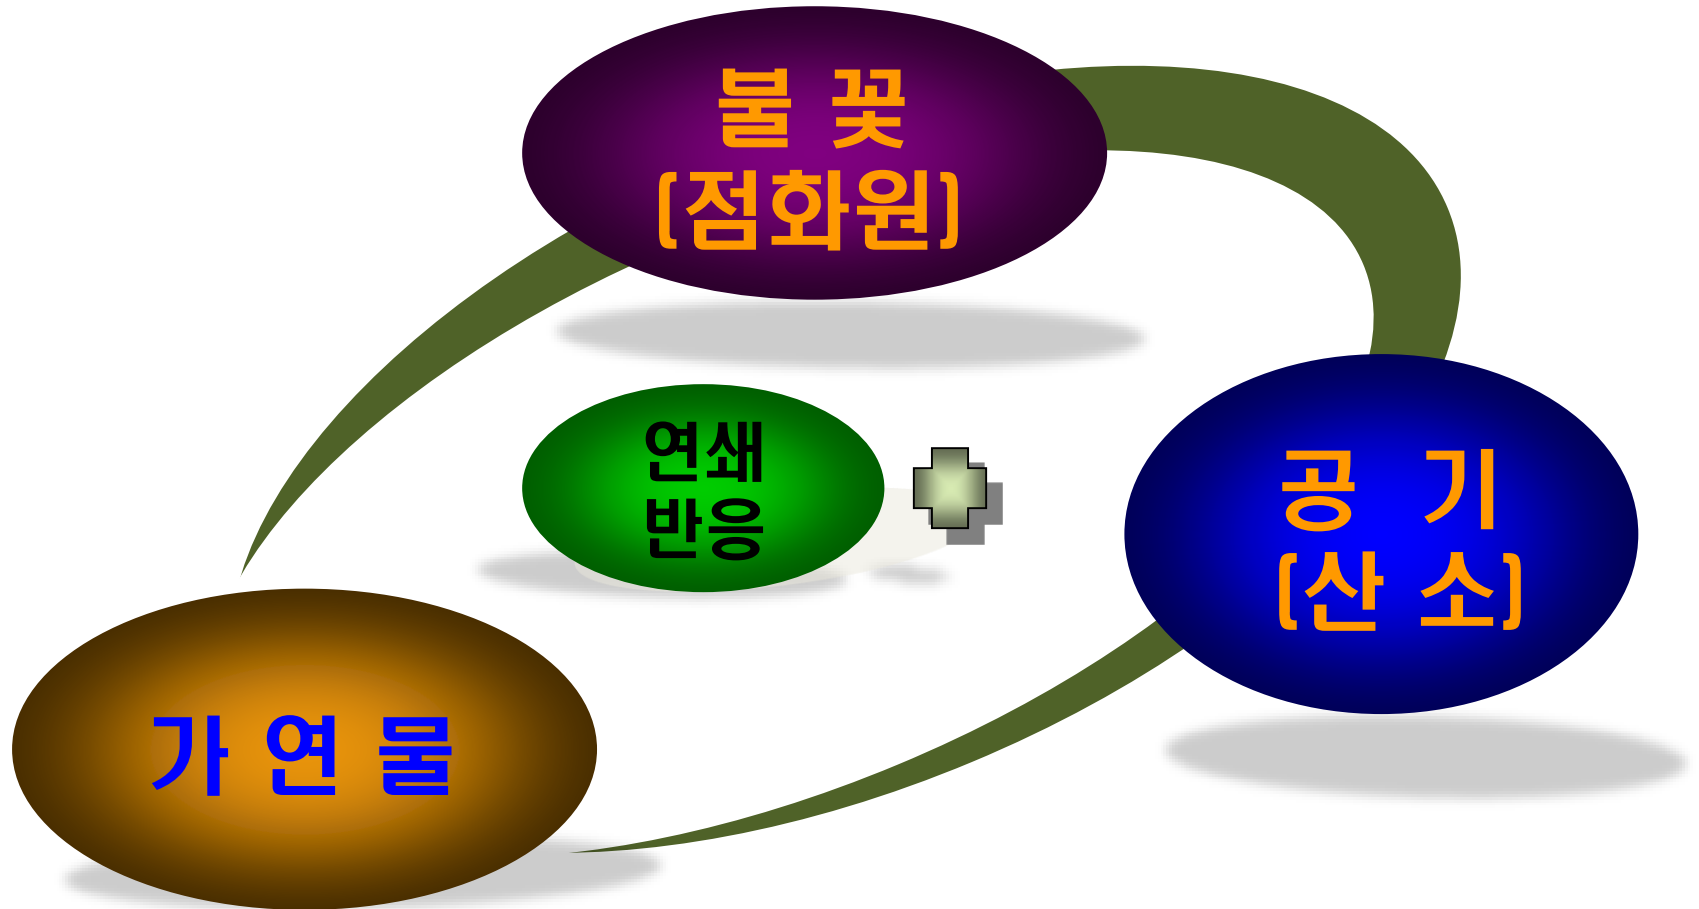 불 꽃
(점화원)
연쇄
반응
공 기
(산 소)
가 연 물